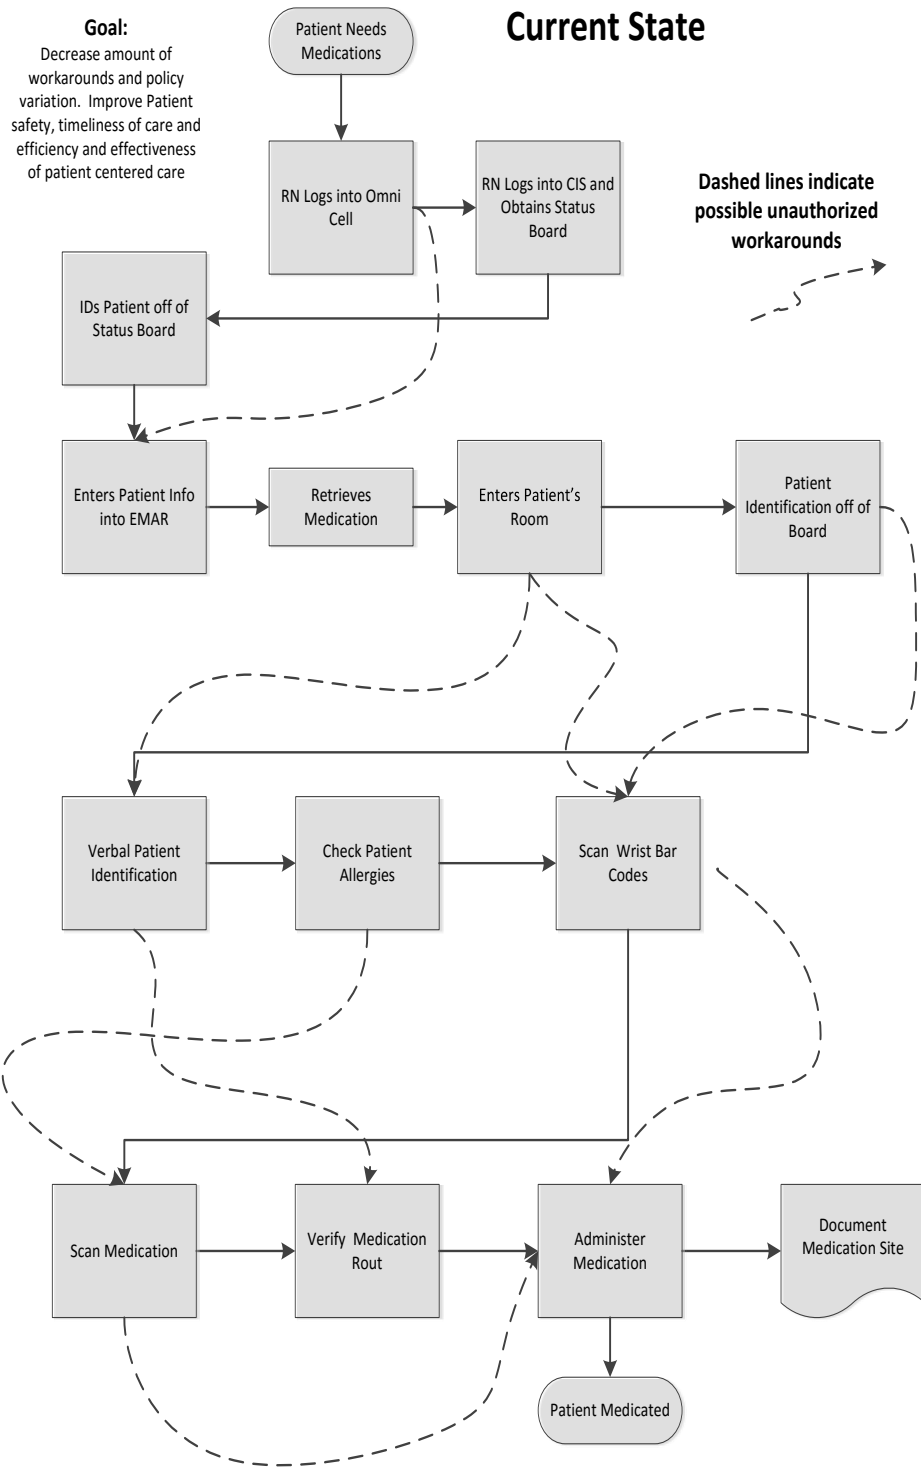 Goal:
Decrease amount of
workarounds and policy
variation. Improve Patient
safety, timeliness of care and
efficiency and effectiveness
of patient centered care
Patient Needs
Medications
Current State
RN Logs into Omni
Cell
RN Logs into CIS and
Obtains Status
Board
Dashed lines indicate
possible unauthorized
workarounds
IDs Patient off of
Status Board
Enters Patient Info
into EMAR
Retrieves
Medication
Enters Patient’s
Room
Patient
Identification off of
Board
Verbal Patient
Identification
Check Patient
Allergies
Scan Wrist Bar
Codes
Scan Medication
Verify Medication
Rout
Administer
Medication
Document
Medication Site
Patient Medicated